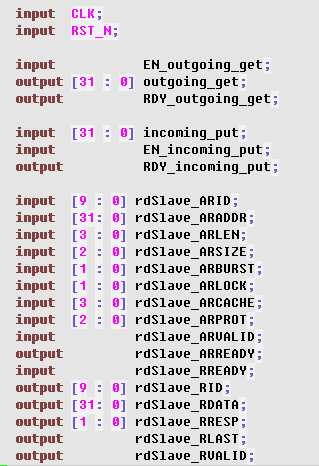 input CLK;
input RST_N;
input EN_outgoing_get;
output [31 : 0] outgoing_get;
output RDY_outgoing_get;
input [31 : 0] incoming_put;
input EN_incoming_put;
output RDY_incoming_put;
input [9 : 0] rdSlave_ARID;
input [31: 0] rdSlave_ARADDR;
input [3 : 0] rdSlave_ARLEN;
input [2 : 0] rdSlave_ARSIZE;
input [1 : 0] rdSlave_ARBURST;
input [1 : 0] rdSlave_ARLOCK;
input [3 : 0] rdSlave_ARCACHE;
input [2 : 0] rdSlave_ARPROT;
input rdSlave_ARVALID;
output rdSlave_ARREADY;
input rdSlave_RREADY;
output [9 : 0] rdSlave_RID;
output [31: 0] rdSlave_RDATA;
output [1 : 0] rdSlave_RRESP;
output rdSlave_RLAST;
output rdSlave_RVALID;